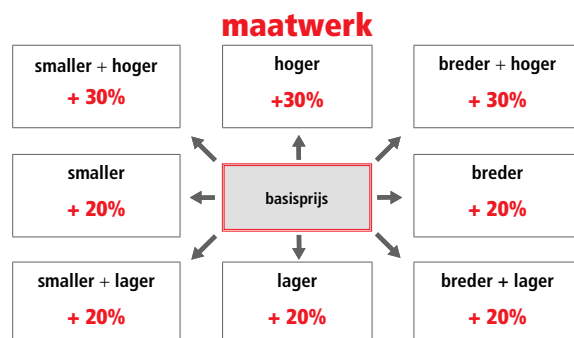 maatwerk
smaller + hoger
+ 30%
hoger
+30%
breder + hoger
+ 30%
smaller
+ 20%
basisprijs
breder
+ 20%
smaller + lager
+ 20%
lager
+ 20%
breder + lager
+ 20%